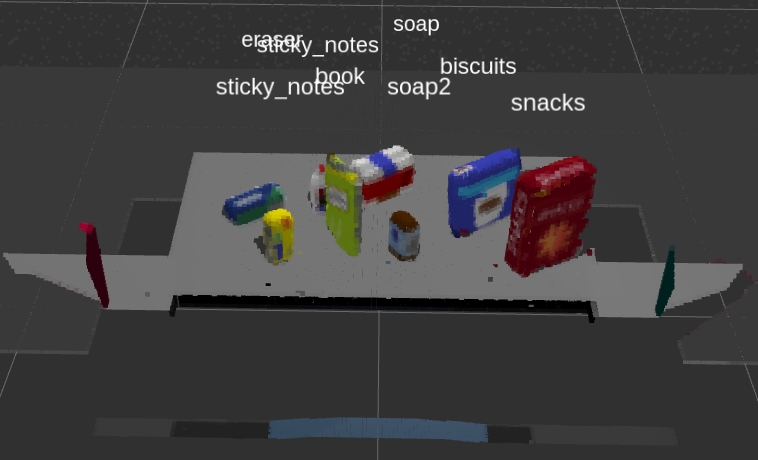 soap
eraser
sticky_notes
biscuits
book
sticky_notes
soap2
snacks